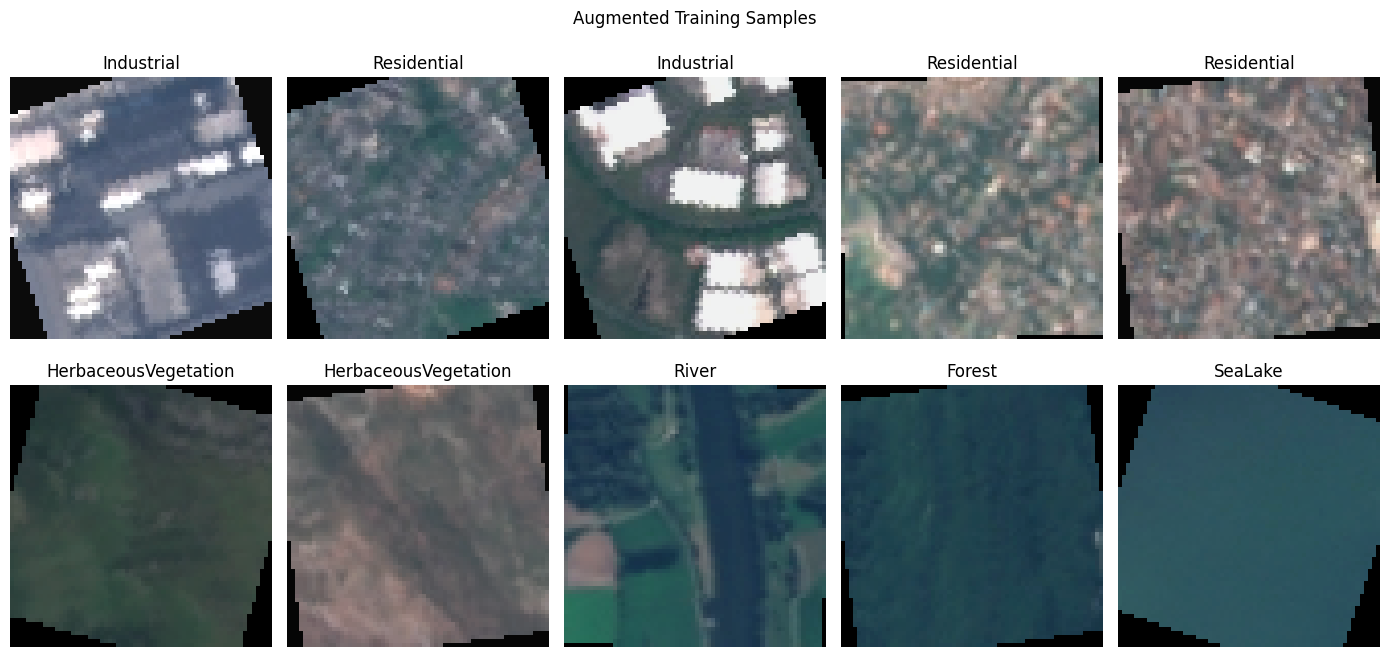 Augmented Training Samples
Industrial
Residential
Industrial
Residential
Residential
HerbaceousVegetation
HerbaceousVegetation
River
Forest
SeaLake